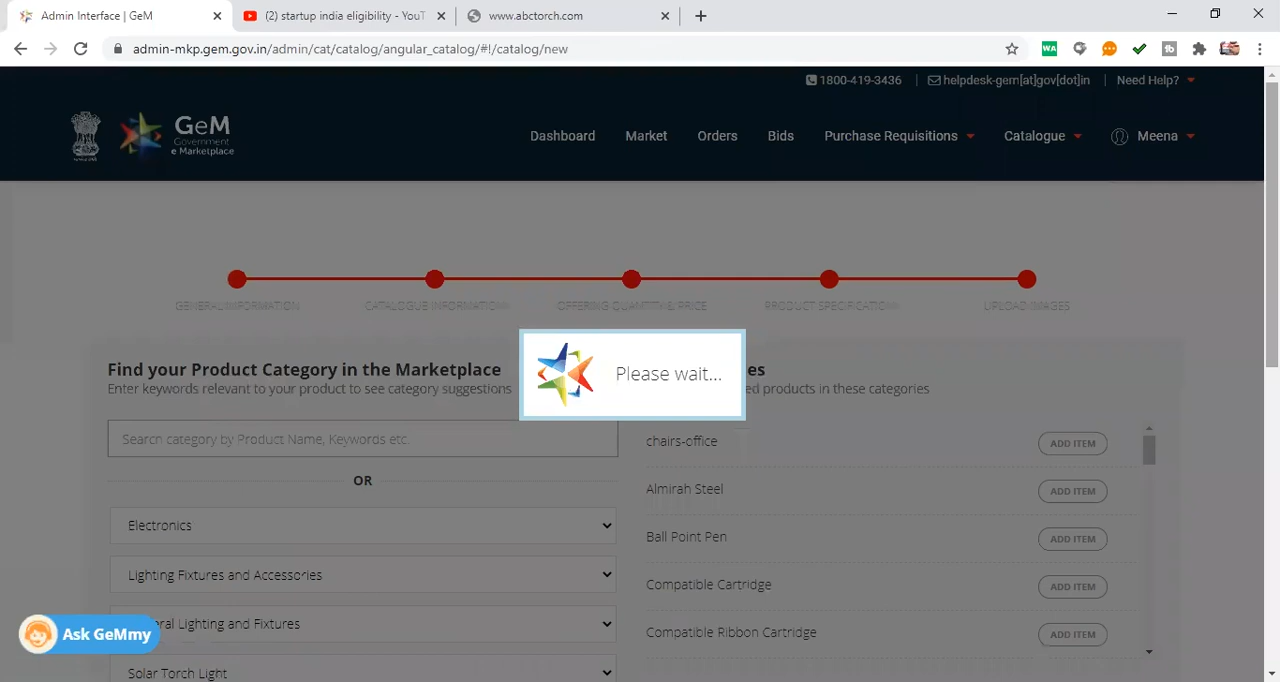 Admin Interface | GeM
(2) startup india eligibility - YouT
www.abctorch.com
admin-mkp.gem.gov.in/admin/cat/catalog/angular_catalog/#!/catalog/new
1800-419-3436 | helpdesk-gem[at]gov[dot]in | Need Help?
GeM
Government
e Marketplace
Dashboard Market Orders Bids Purchase Requisitions Catalogue Meena
GENERAL INFORMATION CATALOGUE INFORMATION OFFERING QUANTITY & PRICE PRODUCT SPECIFICATION UPLOAD IMAGES
Please wait...
Find your Product Category in the Marketplace
Enter keywords relevant to your product to see category suggestions
Search category by Product Name, Keywords etc.
OR
Electronics
Lighting Fixtures and Accessories
Lighting and Fixtures
Solar Torch Light
products in these categories
chairs-office ADD ITEM
Almirah Steel ADD ITEM
Ball Point Pen ADD ITEM
Compatible Cartridge ADD ITEM
Compatible Ribbon Cartridge ADD ITEM
Ask GeMmy